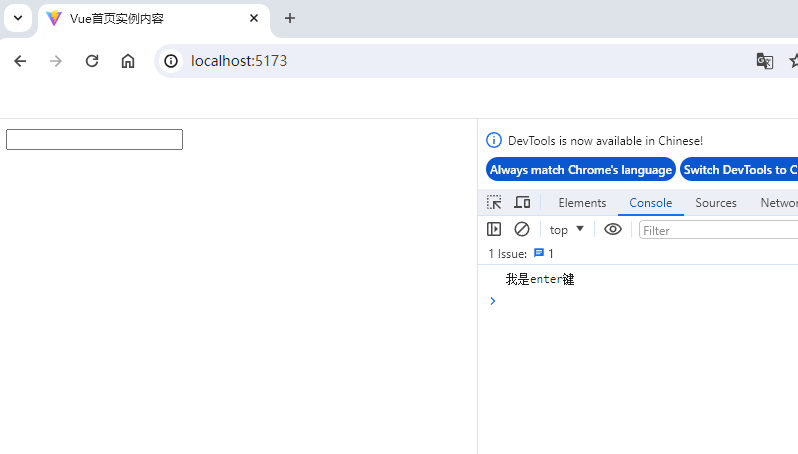 Vue首页实例内容
localhost:5173
DevTools is now available in Chinese!
Always match Chrome's language
Switch DevTools to C
Elements
Console
Sources
Netwo
top
Filter
1 Issue:
1
我是enter键